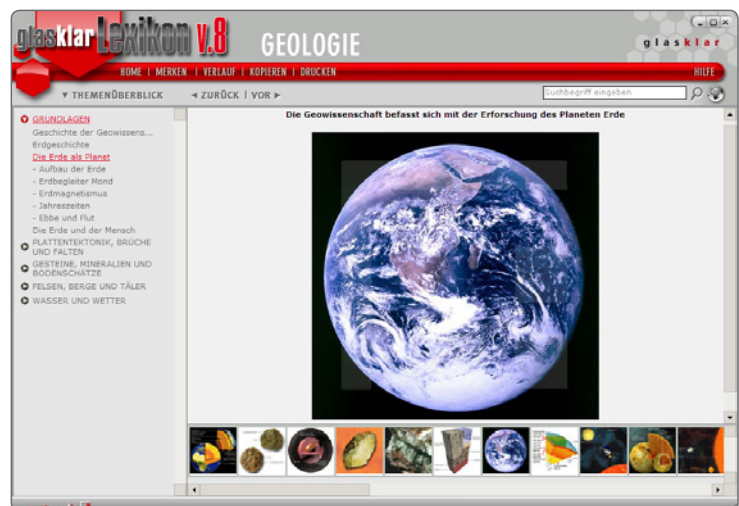 glasklar Lexikon v.8
GEOLOGIE
glasklar
HOME | MERKEN | VERLAUF | KOPIEREN | DRUCKEN
HILFE
▼ THEMENÜBERBLICK
◄ ZURÜCK | VOR ►
Suchbegriff eingeben
GRUNDLAGEN
Geschichte der Geowissens...
Erdgeschichte
Die Erde als Planet
- Aufbau der Erde
- Erdbegleiter Mond
- Erdmagnetismus
- Jahreszeiten
- Ebbe und Flut
Die Erde und der Mensch
PLATTENTEKTONIK, BRÜCHE
UND FALTEN
GESTEINE, MINERALIEN UND
BODENSCHÄTZE
FELSEN, BERGE UND TÄLER
WASSER UND WETTER
Die Geowissenschaft befasst sich mit der Erforschung des Planeten Erde